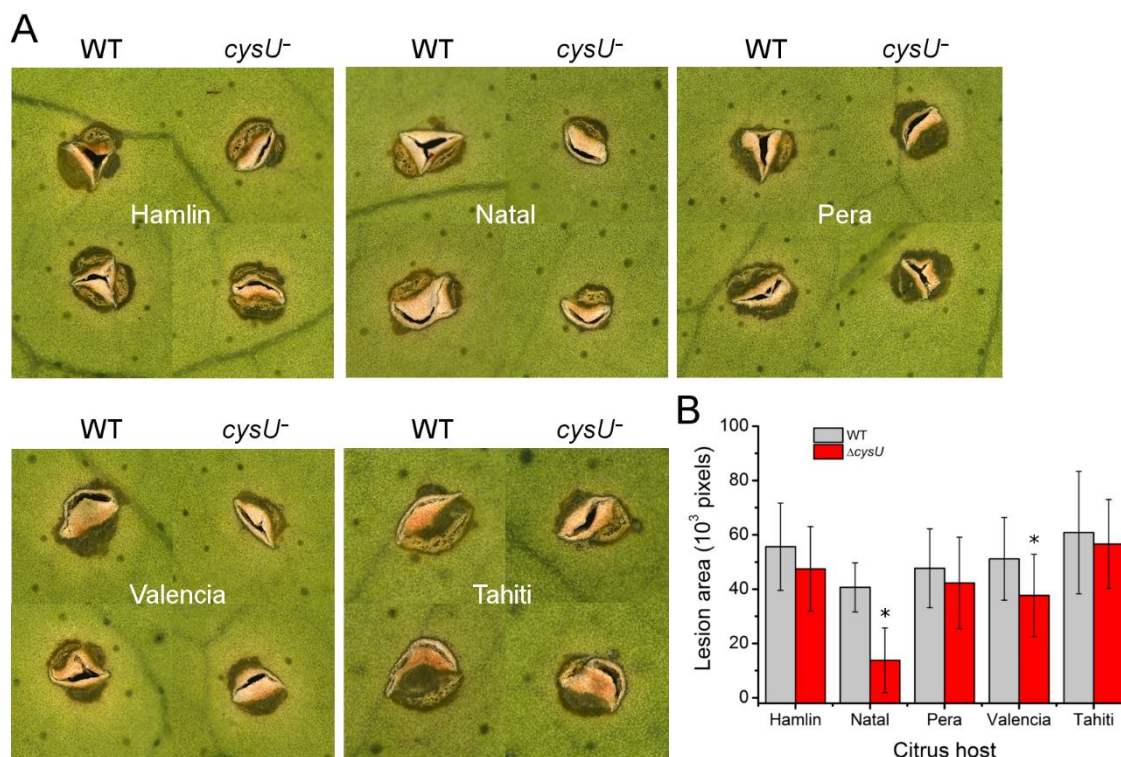 A
WT cysU⁻ WT cysU⁻ WT cysU⁻
Hamlin Natal Pera
WT cysU⁻ WT cysU⁻
Valencia Tahiti
B
WT
ΔcysU
Lesion area (10³ pixels)
100
80
60
40
20
0
*
*
Hamlin Natal Pera Valencia Tahiti
Citrus host